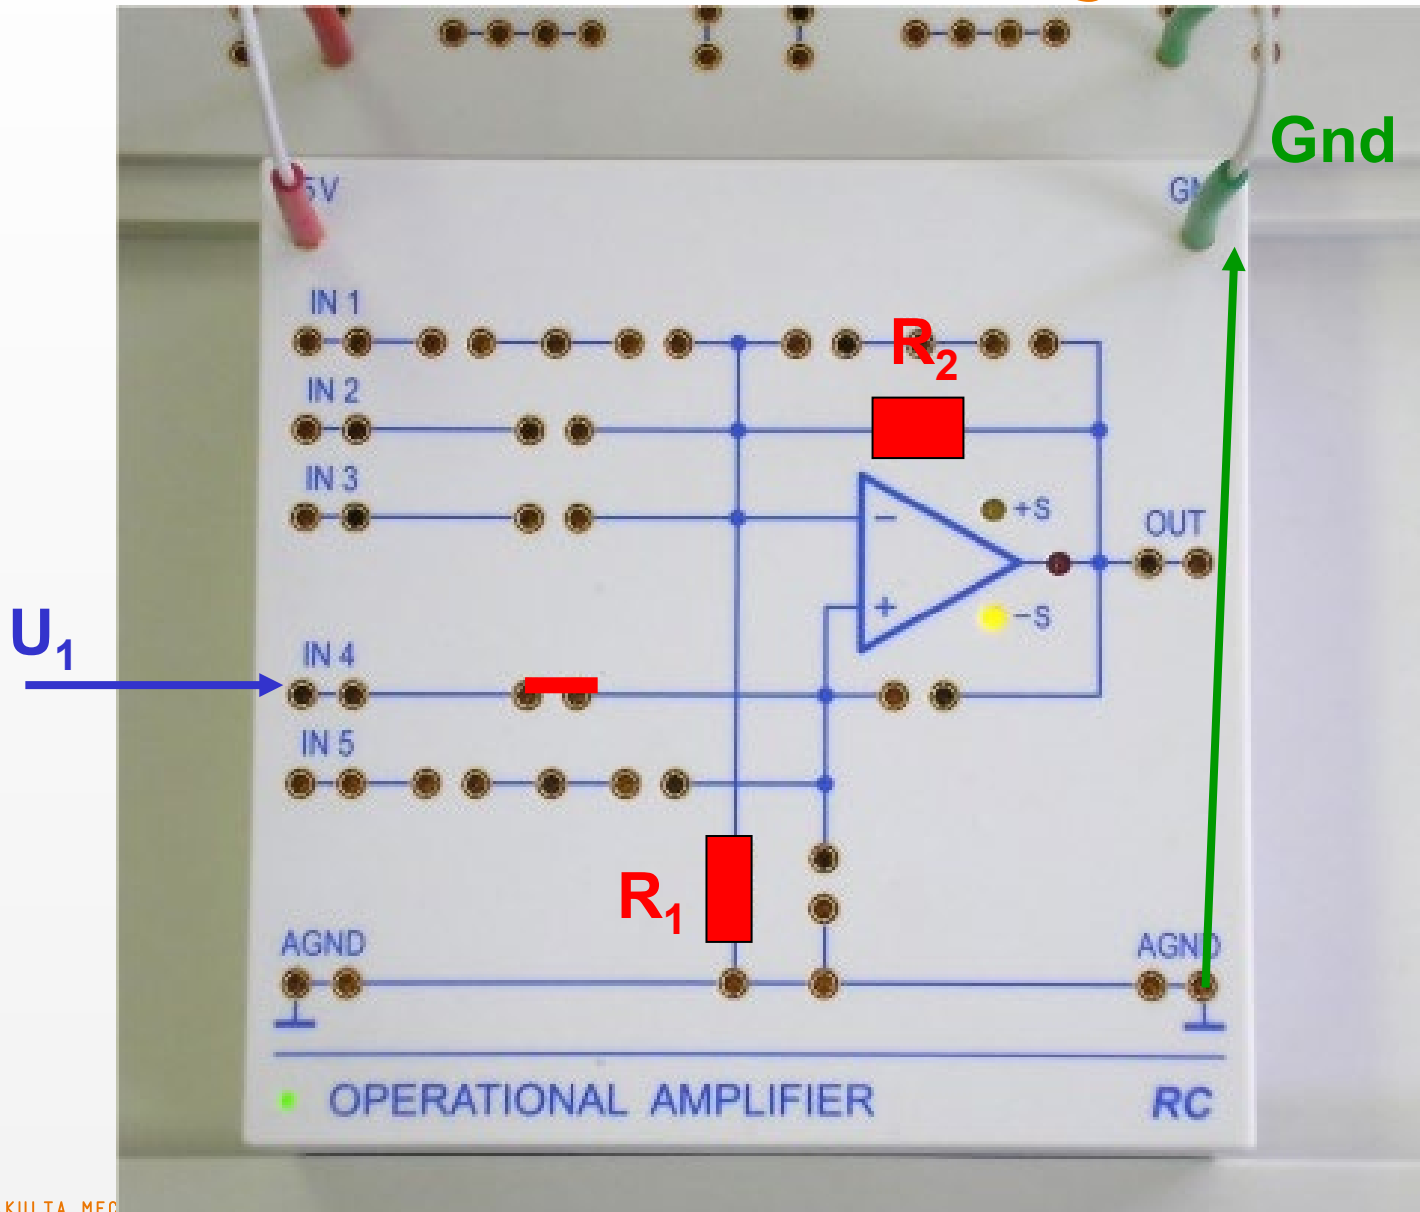 Gnd
5V
GN
IN 1
R2
IN 2
IN 3
+S
−
OUT
+
−S
U1
IN 4
IN 5
R1
AGND
AGND
OPERATIONAL AMPLIFIER
RC